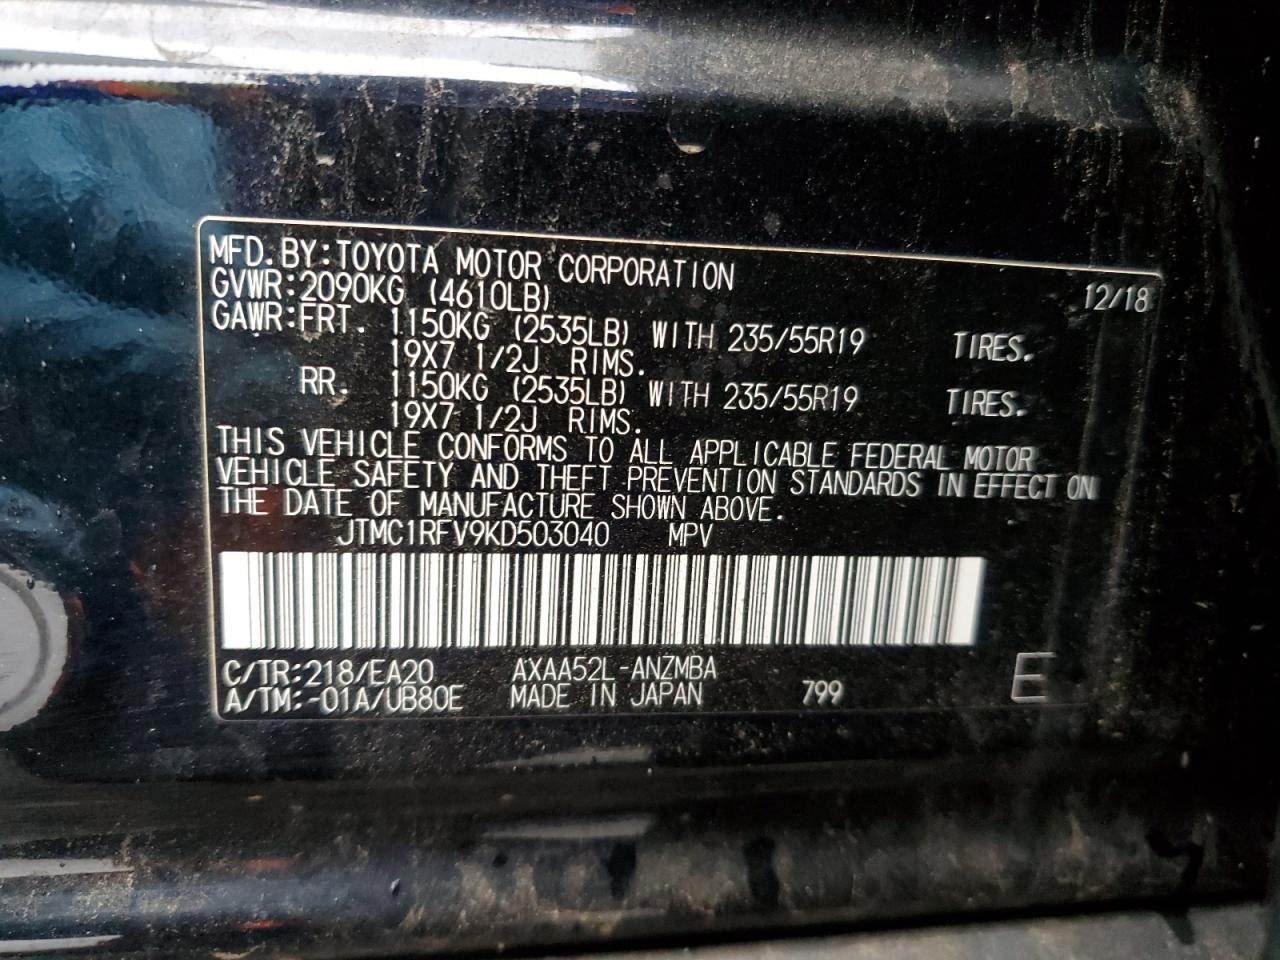 MFD. BY: TOYOTA MOTOR CORPORATION 12/18
GVWR: 2090KG (4610LB)
GAWR: FRT. 1150KG (2535LB) WITH 235/55R19 TIRES.
19X7 1/2J RIMS.
RR. 1150KG (2535LB) WITH 235/55R19 TIRES.
19X7 1/2J RIMS.
THIS VEHICLE CONFORMS TO ALL APPLICABLE FEDERAL MOTOR
VEHICLE SAFETY AND THEFT PREVENTION STANDARDS IN EFFECT ON
THE DATE OF MANUFACTURE SHOWN ABOVE.
JTMC1RFV9KD503040 MPV
C/TR: 218/EA20 AXAA52L-ANZMBA
A/TM: -01A/UB80E MADE IN JAPAN 799 E